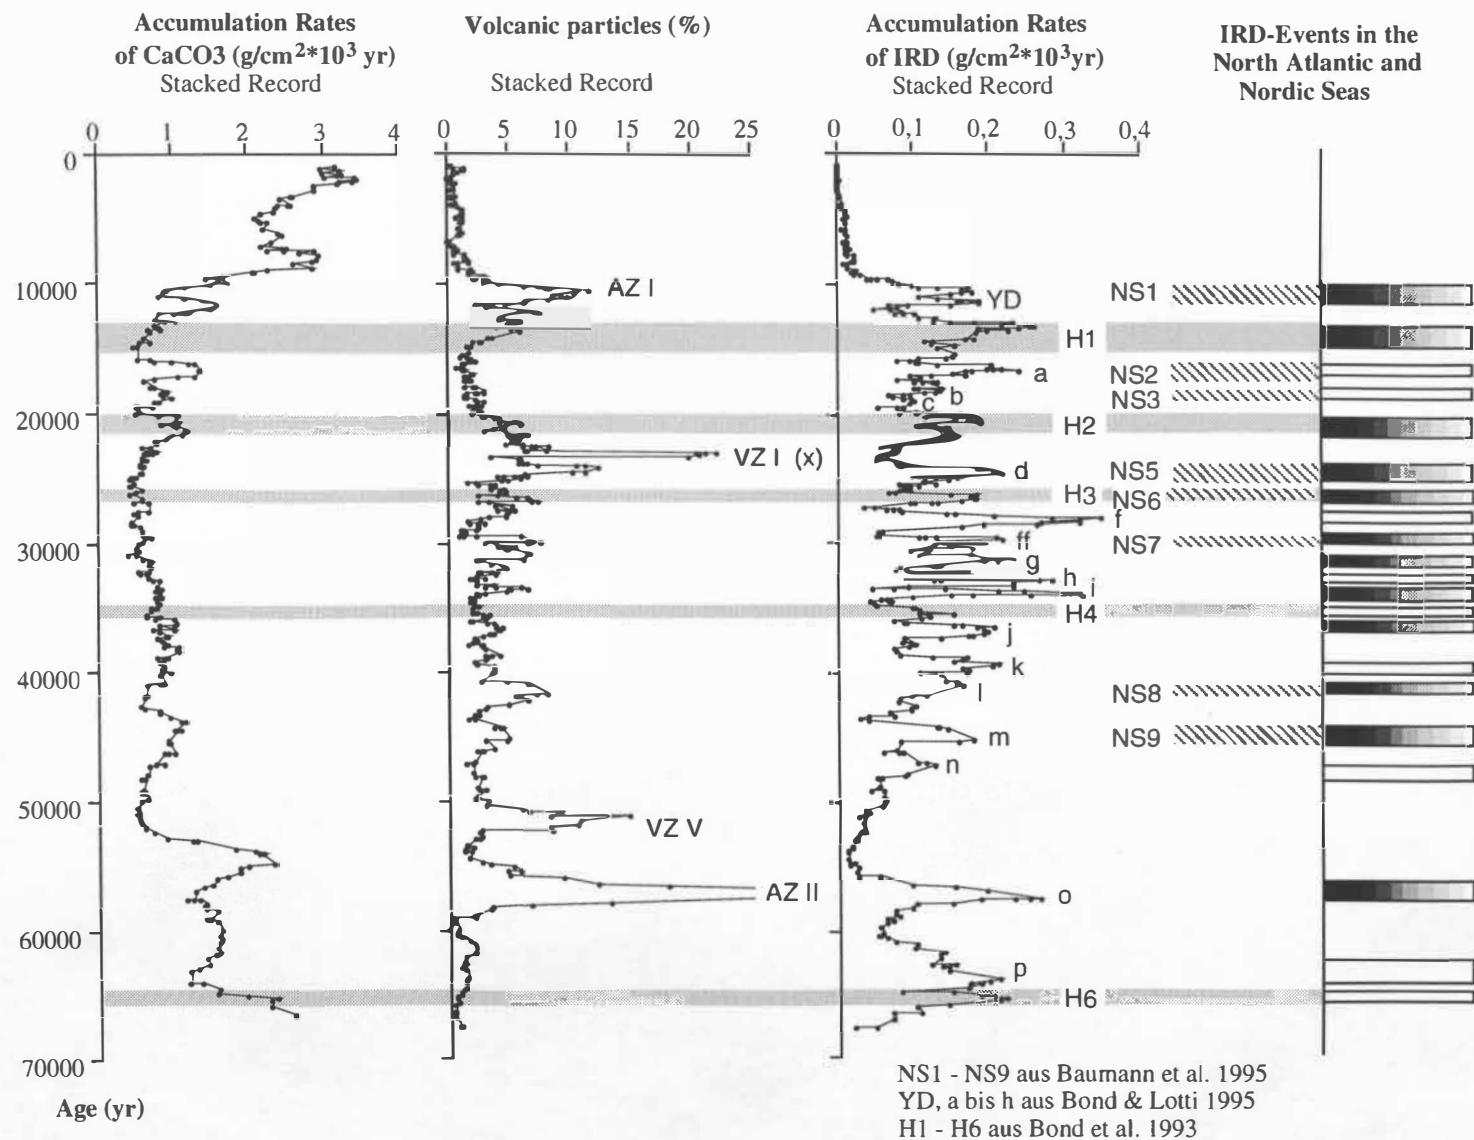 Accumulation Rates
of CaCO3 (g/cm2*103 yr)
Stacked Record
Volcanic particles (%)
Stacked Record
Accumulation Rates
of IRD (g/cm2*103yr)
Stacked Record
IRD-Events in the
North Atlantic and
Nordic Seas
0 1 2 3 4
0 5 10 15 20 25
0 0,1 0,2 0,3 0,4
0
10000
20000
30000
40000
50000
60000
70000
Age (yr)
AZ I
VZ I (x)
VZ V
AZ II
YD
H1
a
b
c
H2
d
H3
f
ff
g
h
i
H4
j
k
l
m
n
o
p
H6
NS1
NS2
NS3
NS5
NS6
NS7
NS8
NS9
NS1 - NS9 aus Baumann et al. 1995
YD, a bis h aus Bond & Lotti 1995
H1 - H6 aus Bond et al. 1993